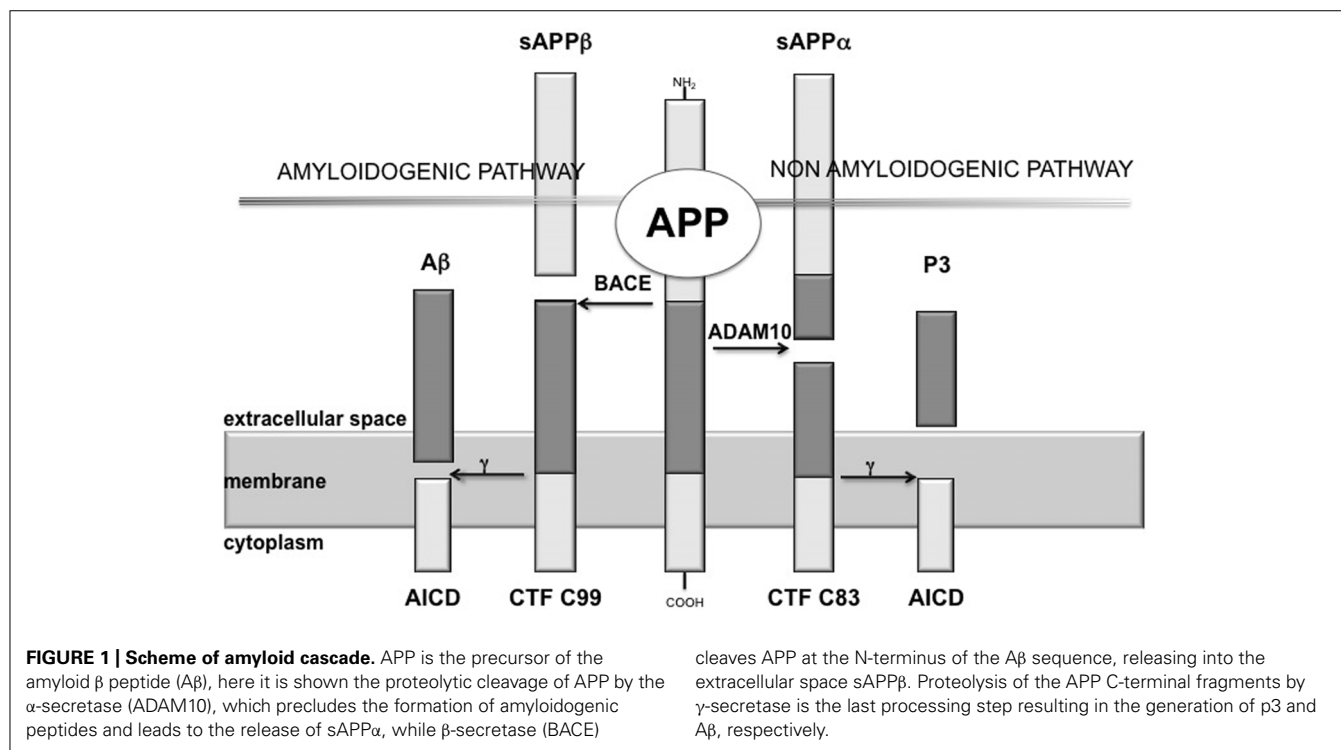 sAPPβ
sAPPα
NH2
AMYLOIDOGENIC PATHWAY
NON AMYLOIDOGENIC PATHWAY
APP
Aβ
P3
BACE
ADAM10
extracellular space
γ
γ
membrane
cytoplasm
AICD
CTF C99
COOH
CTF C83
AICD
FIGURE 1 | Scheme of amyloid cascade. APP is the precursor of the
amyloid β peptide (Aβ), here it is shown the proteolytic cleavage of APP by the
α-secretase (ADAM10), which precludes the formation of amyloidogenic
peptides and leads to the release of sAPPα, while β-secretase (BACE)
cleaves APP at the N-terminus of the Aβ sequence, releasing into the
extracellular space sAPPβ. Proteolysis of the APP C-terminal fragments by
γ-secretase is the last processing step resulting in the generation of p3 and
Aβ, respectively.